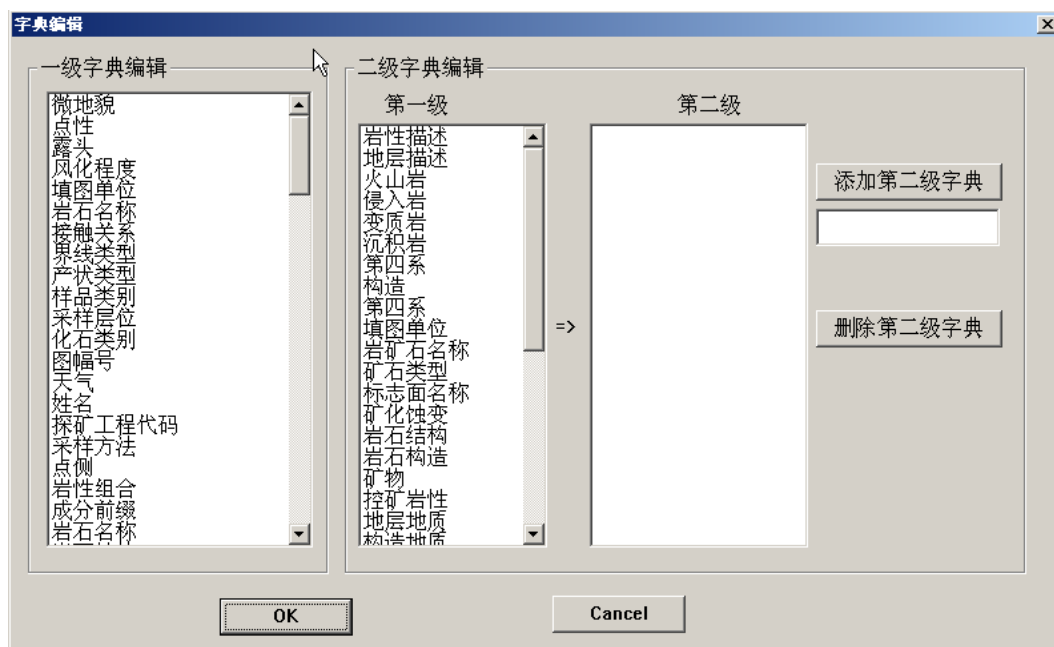 字典编辑
一级字典编辑
微地貌
点性
露头
风化程度
填图单位
岩石名称
接触关系
界线类型
产状类型
样品类别
采样层位
化石类别
图幅号
天气
姓名
探矿工程代码
采样方法
点侧
岩性组合
成分前缀
岩石名称
二级字典编辑
第一级
岩性描述
地层描述
火山岩
侵入岩
变质岩
沉积岩
第四系
构造
第四系
填图单位
岩矿石名称
矿石类型
标志面名称
矿化蚀变
岩石结构
岩石构造
矿物
控矿岩性
地层地质
构造地质
=>
第二级
添加第二级字典
删除第二级字典
OK
Cancel